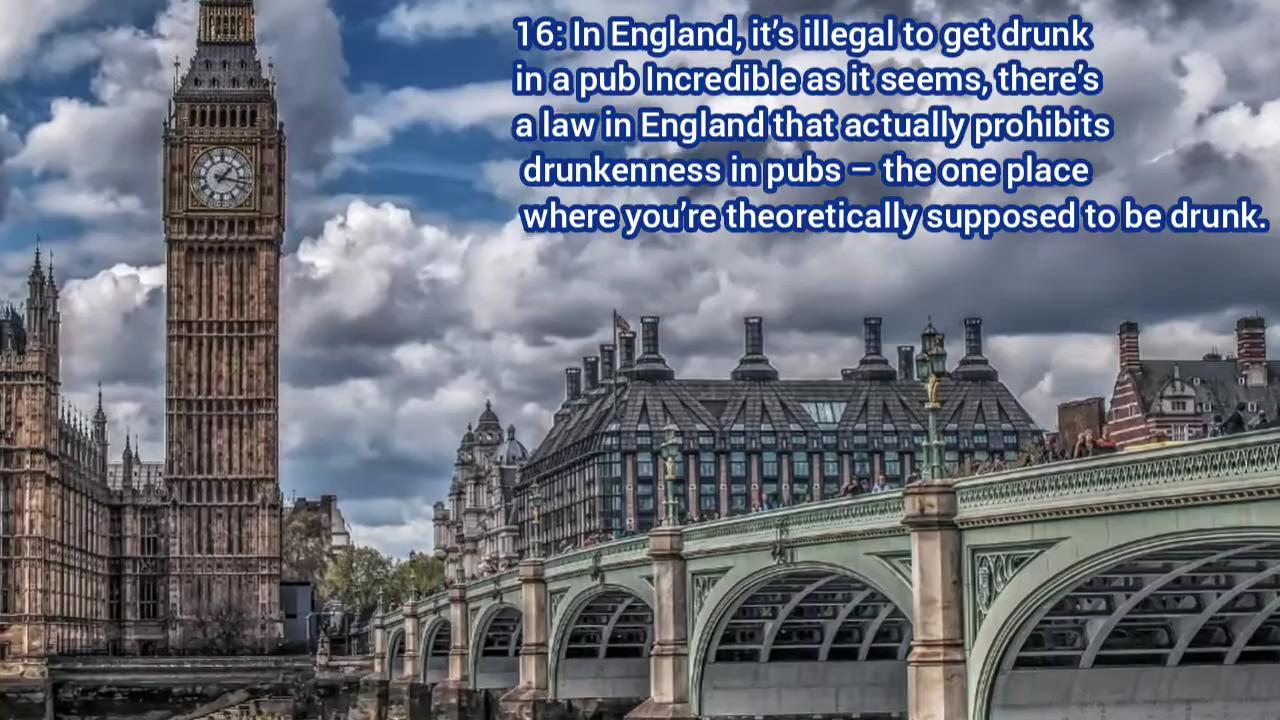 16: In England, it's illegal to get drunk
in a pub Incredible as it seems, there's
a law in England that actually prohibits
drunkenness in pubs – the one place
where you're theoretically supposed to be drunk.